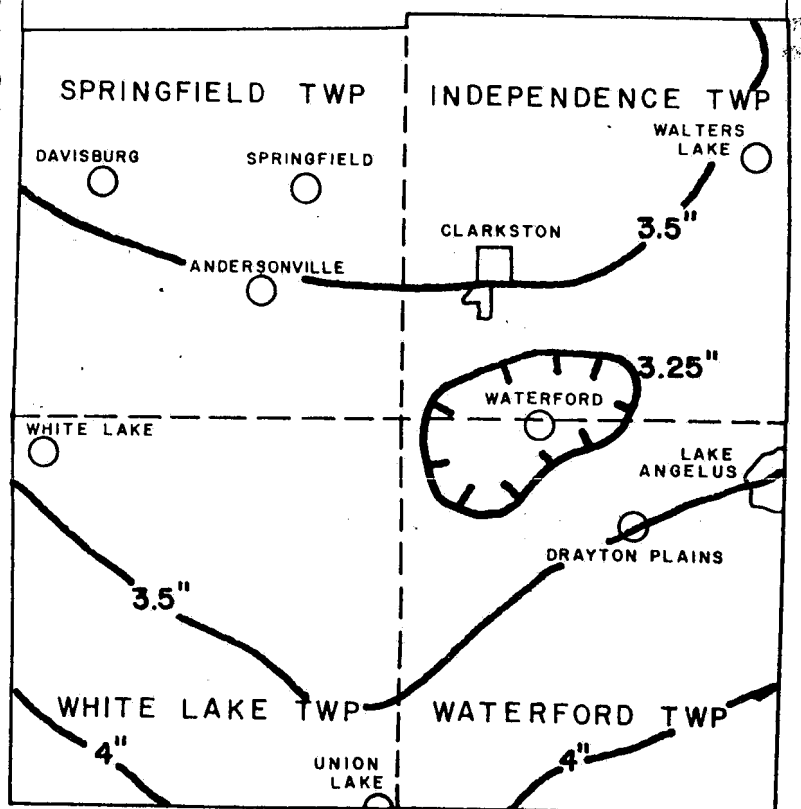 SPRINGFIELD TWP
INDEPENDENCE TWP
WALTERS
LAKE
DAVISBURG
SPRINGFIELD
3.5"
CLARKSTON
ANDERSONVILLE
3.25"
WATERFORD
WHITE LAKE
LAKE
ANGELUS
DRAYTON PLAINS
3.5"
WHITE LAKE TWP
WATERFORD TWP
4"
4"
UNION
LAKE